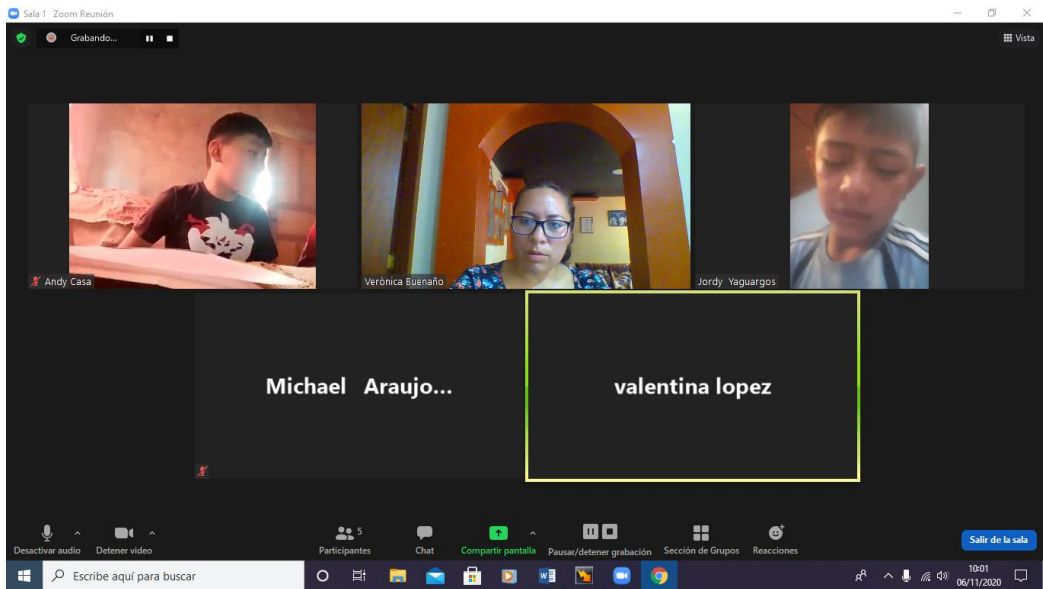 Sala 1 Zoom Reunión
Grabando...
Vista
Andy Casa
Verònica Buenaño
Jordy Yaguargos
Michael Araujo...
valentina lopez
5
Desactivar audio Detener video Participantes Chat Compartir pantalla Pausar/detener grabación Sección de Grupos Reacciones
Salir de la sala
Escribe aquí para buscar
10:01
06/11/2020